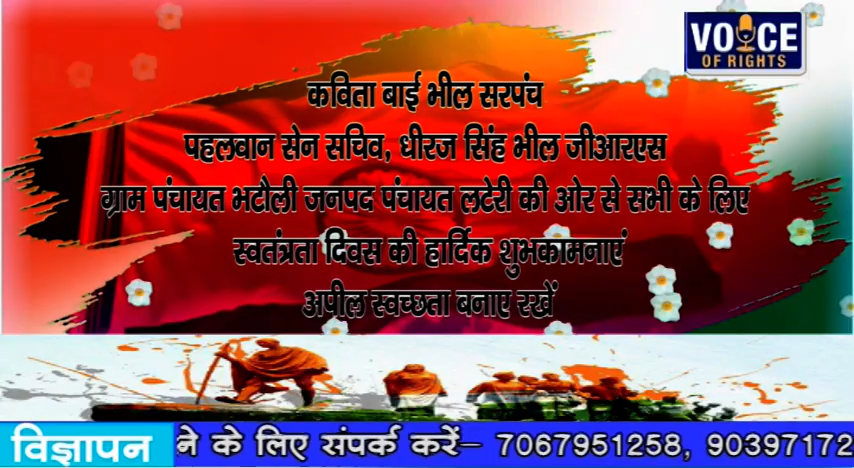 VOICE
OF RIGHTS
कविता बाई भील सरपंच
पहलवान सेन सचिव, धीरज सिंह भील जीआरएस
ग्राम पंचायत भटौली जनपद पंचायत लटेरी की ओर से सभी के लिए
स्वतंत्रता दिवस की हार्दिक शुभकामनाएं
अपील स्वच्छता बनाए रखें
विज्ञापन ने के लिए संपर्क करें– 7067951258, 90397172